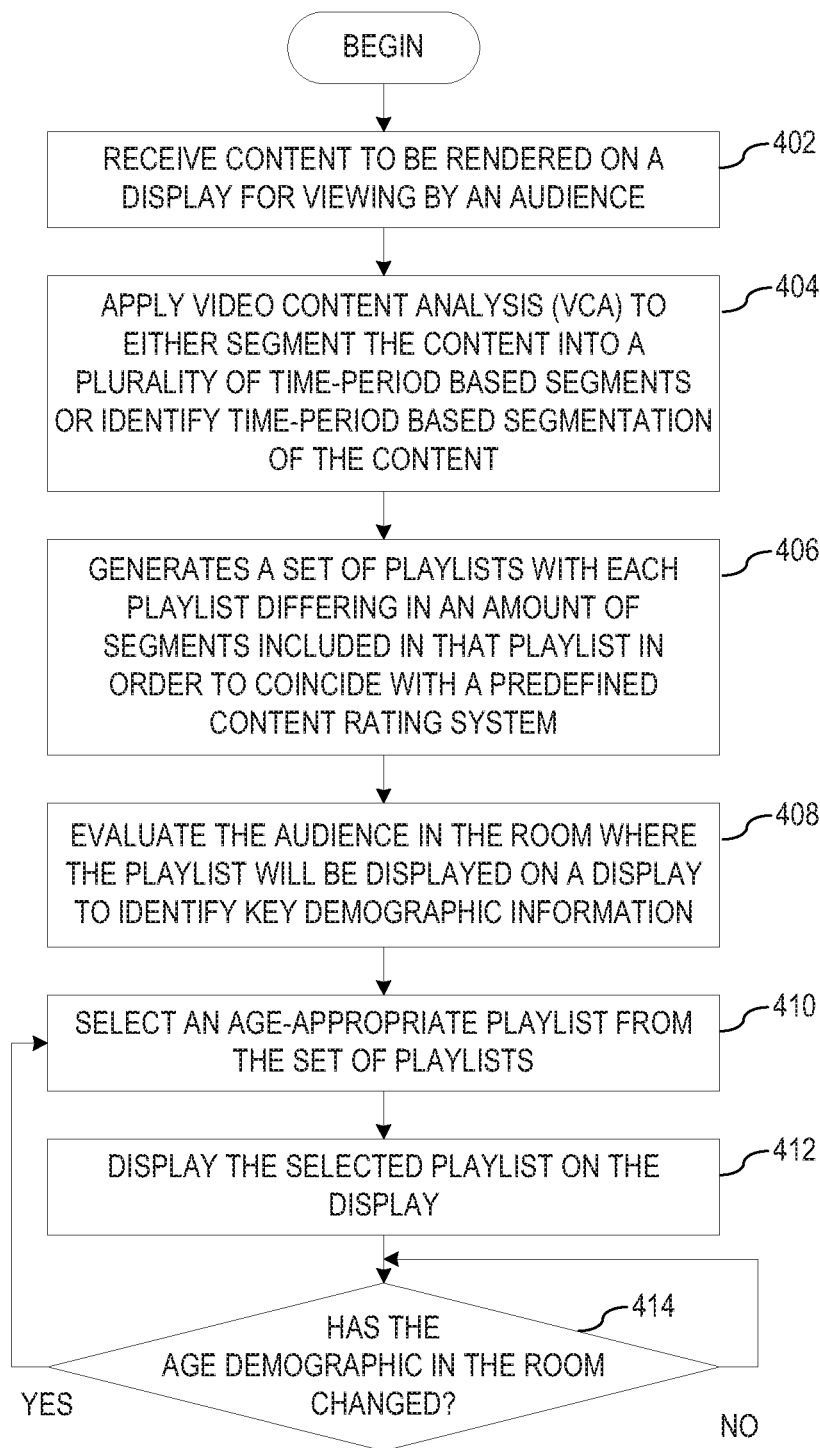 BEGIN
RECEIVE CONTENT TO BE RENDERED ON A
DISPLAY FOR VIEWING BY AN AUDIENCE
402
APPLY VIDEO CONTENT ANALYSIS (VCA) TO
EITHER SEGMENT THE CONTENT INTO A
PLURALITY OF TIME-PERIOD BASED SEGMENTS
OR IDENTIFY TIME-PERIOD BASED SEGMENTATION
OF THE CONTENT
404
GENERATES A SET OF PLAYLISTS WITH EACH
PLAYLIST DIFFERING IN AN AMOUNT OF
SEGMENTS INCLUDED IN THAT PLAYLIST IN
ORDER TO COINCIDE WITH A PREDEFINED
CONTENT RATING SYSTEM
406
EVALUATE THE AUDIENCE IN THE ROOM WHERE
THE PLAYLIST WILL BE DISPLAYED ON A DISPLAY
TO IDENTIFY KEY DEMOGRAPHIC INFORMATION
408
SELECT AN AGE-APPROPRIATE PLAYLIST FROM
THE SET OF PLAYLISTS
410
DISPLAY THE SELECTED PLAYLIST ON THE
DISPLAY
412
HAS THE
AGE DEMOGRAPHIC IN THE ROOM
CHANGED?
414
YES
NO